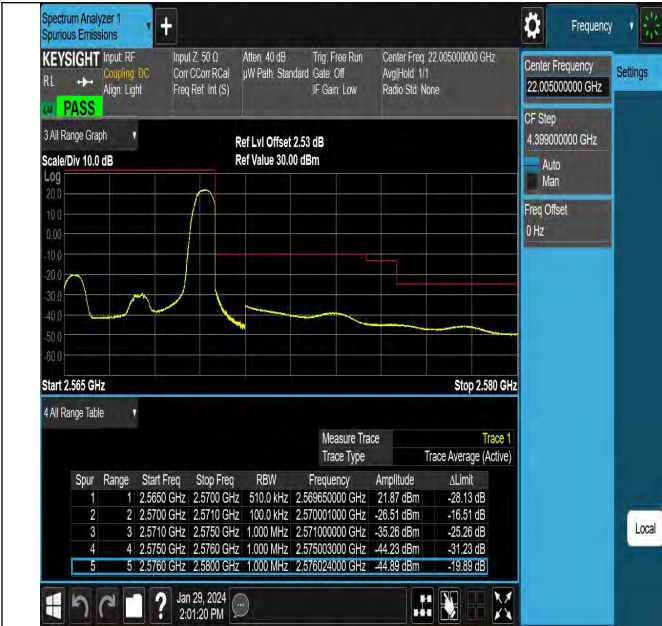 Spectrum Analyzer 1
Spurious Emissions
Frequency
KEYSIGHT Input: RF Input Z: 50 Ω Atten: 40 dB Trig: Free Run Center Freq: 22.005000000 GHz
RL Coupling: DC Corr CCorr RCal µW Path: Standard Gate: Off Avg|Hold: 1/1
Align: Light Freq Ref: Int (S) IF Gain: Low Radio Std: None
LM PASS
Center Frequency
22.005000000 GHz
Settings
CF Step
4.399000000 GHz
Auto
Man
Freq Offset
0 Hz
3 All Range Graph
Ref Lvl Offset 2.53 dB
Scale/Div 10.0 dB Ref Value 30.00 dBm
Log
20.0
10.0
0.00
-10.0
-20.0
-30.0
-40.0
-50.0
-60.0
Start 2.565 GHz Stop 2.580 GHz
4 All Range Table
Measure Trace Trace 1
Trace Type Trace Average (Active)
Spur Range Start Freq Stop Freq RBW Frequency Amplitude ΔLimit
1 1 2.5650 GHz 2.5700 GHz 510.0 kHz 2.569650000 GHz 21.87 dBm -28.13 dB
2 2 2.5700 GHz 2.5710 GHz 100.0 kHz 2.570001000 GHz -26.51 dBm -16.51 dB
3 3 2.5710 GHz 2.5750 GHz 1.000 MHz 2.571000000 GHz -35.26 dBm -25.26 dB
4 4 2.5750 GHz 2.5760 GHz 1.000 MHz 2.575003000 GHz -44.23 dBm -31.23 dB
5 5 2.5760 GHz 2.5800 GHz 1.000 MHz 2.576024000 GHz -44.89 dBm -19.89 dB
Local
Jan 29, 2024
2:01:20 PM